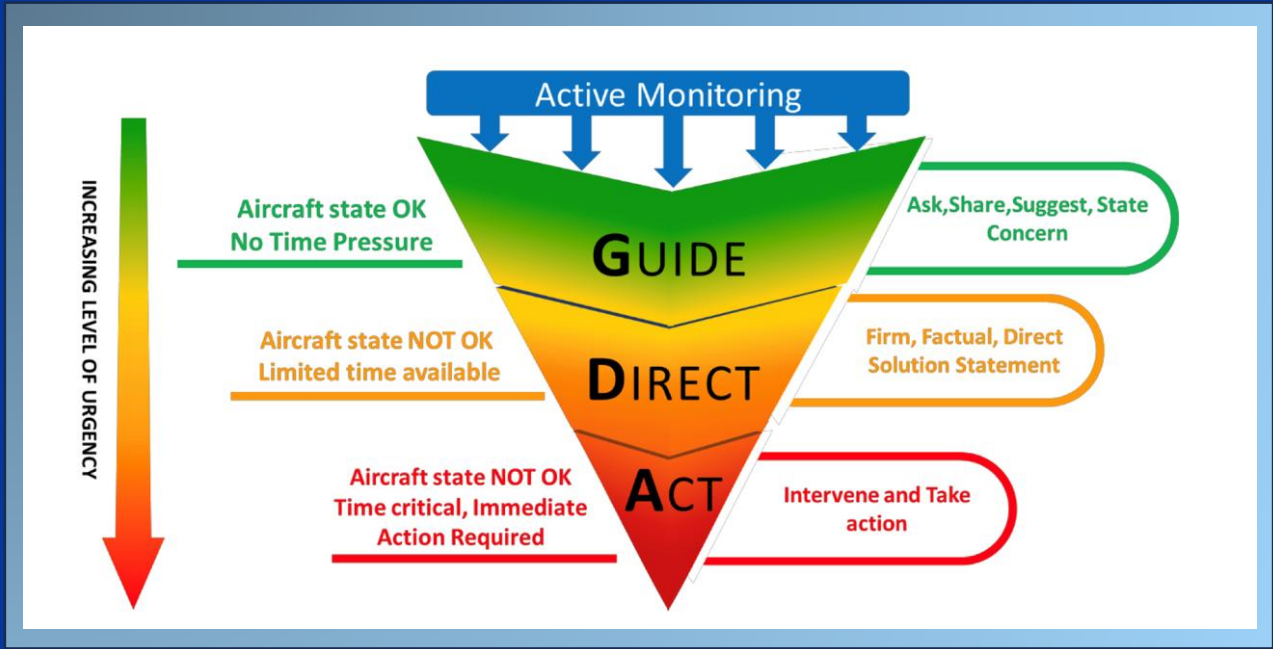 Active Monitoring
INCREASING LEVEL OF URGENCY
Aircraft state OK
No Time Pressure
GUIDE
Ask,Share,Suggest, State
Concern
Aircraft state NOT OK
Limited time available
DIRECT
Firm, Factual, Direct
Solution Statement
Aircraft state NOT OK
Time critical, Immediate
Action Required
ACT
Intervene and Take
action